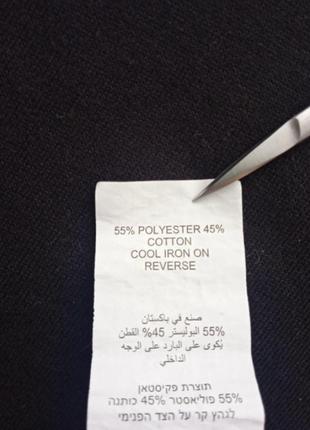 55% POLYESTER 45%
COTTON
COOL IRON ON
REVERSE
صنع في باكستان
55% البوليستر 45% القطن
يُكوى على البارد على الوجه
الداخلي
תוצרת פקיסטאן
55% פוליאסטר 45% כותנה
לגהץ קר על הצד הפנימי